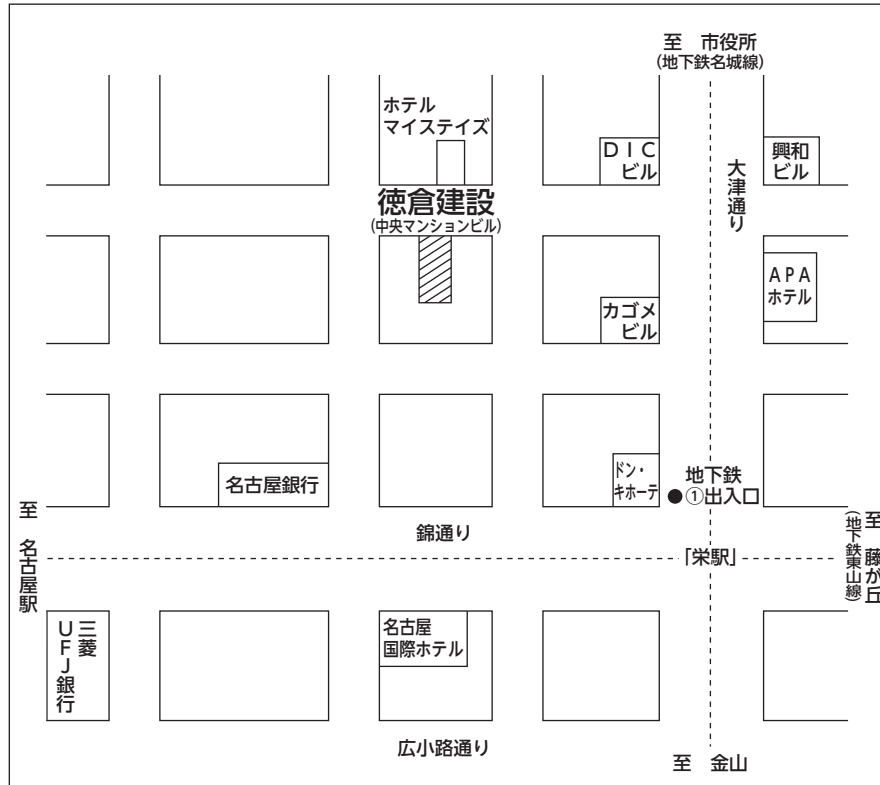 至　市役所
(地下鉄名城線)
ホテル
マイステイズ
ＤＩＣ
ビル
大津通り
興和
ビル
徳倉建設
(中央マンションビル)
ＡＰＡ
ホテル
カゴメ
ビル
名古屋銀行
ドン・
キホーテ
地下鉄
●①出入口
錦通り
至　名古屋駅
「栄駅」
至　藤が丘
(地下鉄東山線)
三菱
ＵＦＪ銀行
名古屋
国際ホテル
広小路通り
至　金山